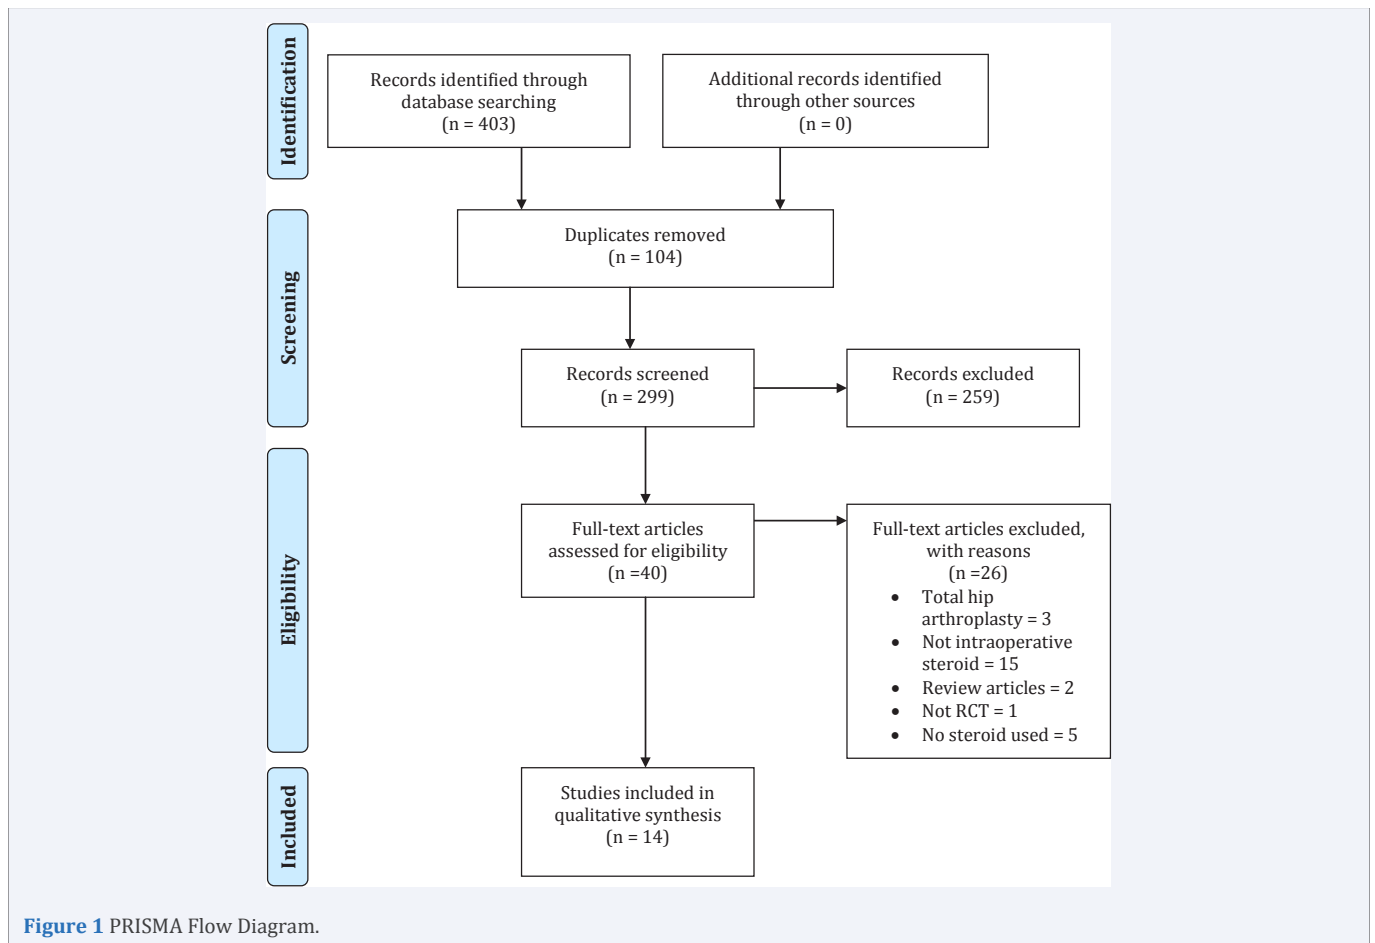 Identification
Records identified through
database searching
(n = 403)
Additional records identified
through other sources
(n = 0)
Screening
Duplicates removed
(n = 104)
Records screened
(n = 299)
Records excluded
(n = 259)
Eligibility
Full-text articles
assessed for eligibility
(n =40)
Full-text articles excluded,
with reasons
(n =26)
• Total hip
arthroplasty = 3
• Not intraoperative
steroid = 15
• Review articles = 2
• Not RCT = 1
• No steroid used = 5
Included
Studies included in
qualitative synthesis
(n = 14)
Figure 1 PRISMA Flow Diagram.